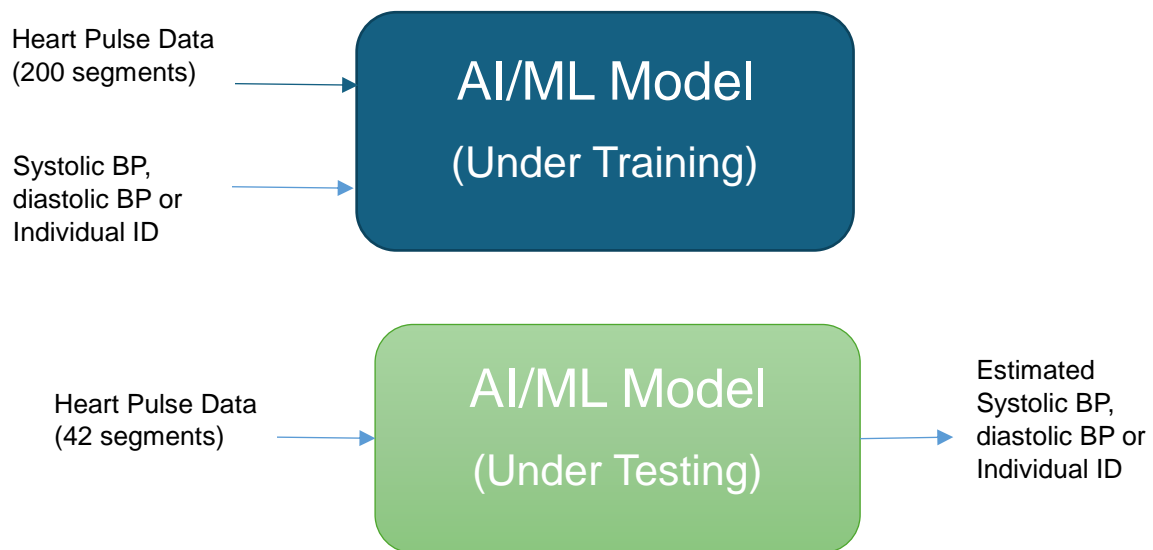 Heart Pulse Data
(200 segments)
AI/ML Model
(Under Training)
Systolic BP,
diastolic BP or
Individual ID
Heart Pulse Data
(42 segments)
AI/ML Model
(Under Testing)
Estimated
Systolic BP,
diastolic BP or
Individual ID